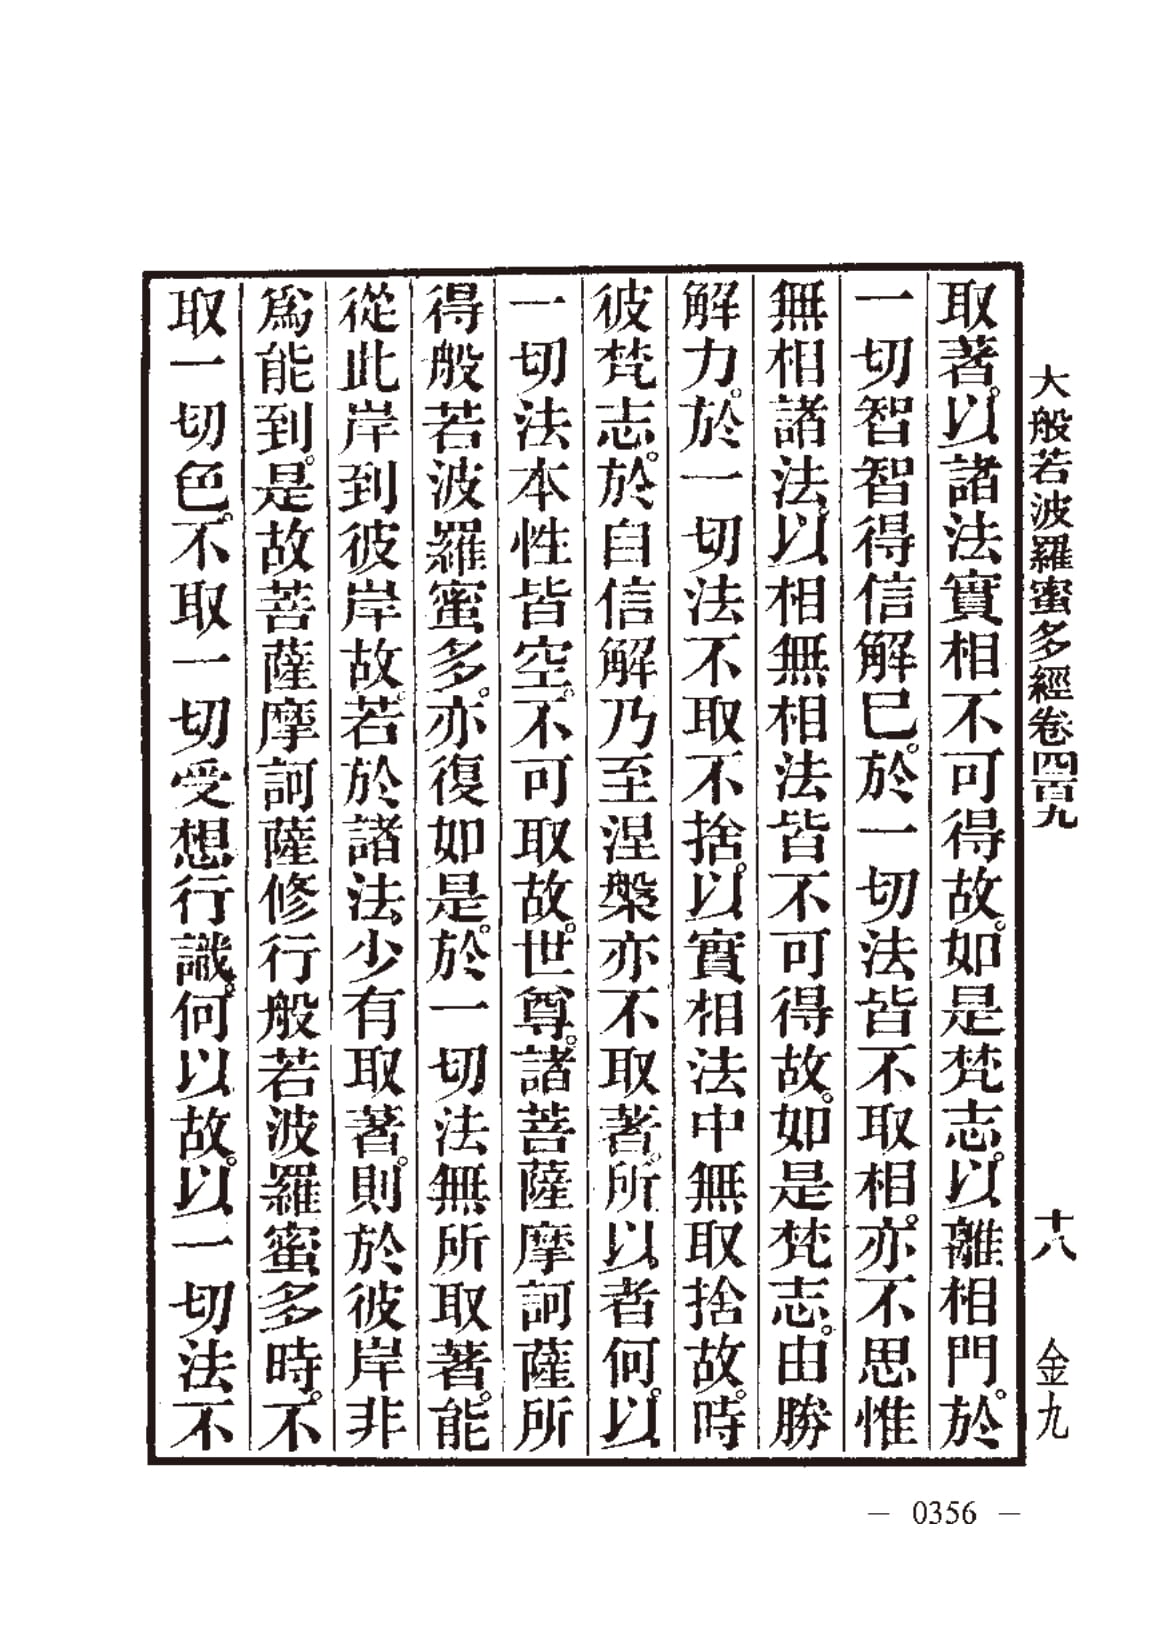 大般若波羅蜜多經卷四百九 十八 金九
取著。以諸法實相不可得故。如是梵志。以離相門。於
一切智智得信解已。於一切法皆不取相。亦不思惟
無相諸法。以相無相法皆不可得故。如是梵志。由勝
解力。於一切法不取不捨。以實相法中無取捨故。時
彼梵志。於自信解乃至涅槃亦不取著。所以者何。以
一切法本性皆空。不可取故。世尊。諸菩薩摩訶薩所
得般若波羅蜜多。亦復如是。於一切法無所取著。能
從此岸到彼岸故。若於諸法少有取著。則於彼岸非
爲能到。是故菩薩摩訶薩修行般若波羅蜜多時。不
取一切色。不取一切受想行識。何以故。以一切法不
— 0356 —